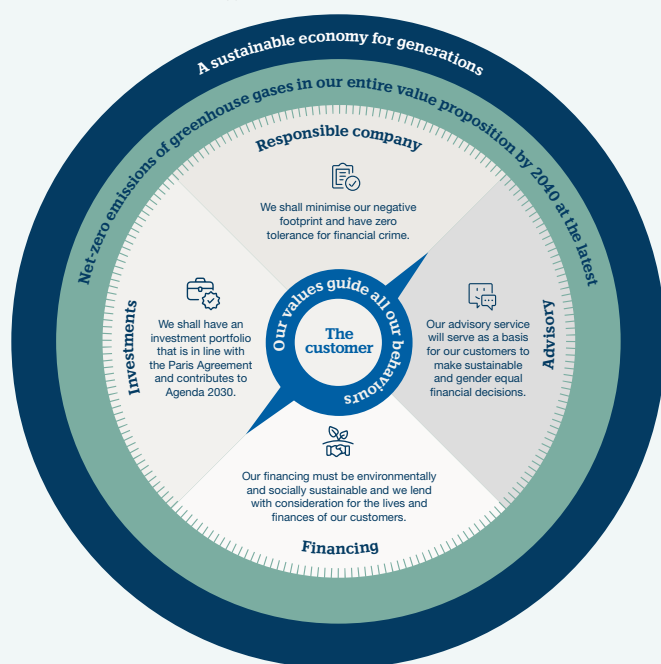 A sustainable economy for generations
Net-zero emissions of greenhouse gases in our entire value proposition by 2040 at the latest
Responsible company
We shall minimise our negative
footprint and have zero
tolerance for financial crime.
Investments
We shall have an
investment portfolio
that is in line with
the Paris Agreement
and contributes to
Agenda 2030.
Our values guide all our behaviours
The
customer
Advisory
Our advisory service
will serve as a basis
for our customers to
make sustainable
and gender equal
financial decisions.
Our financing must be environmentally
and socially sustainable and we lend
with consideration for the lives and
finances of our customers.
Financing